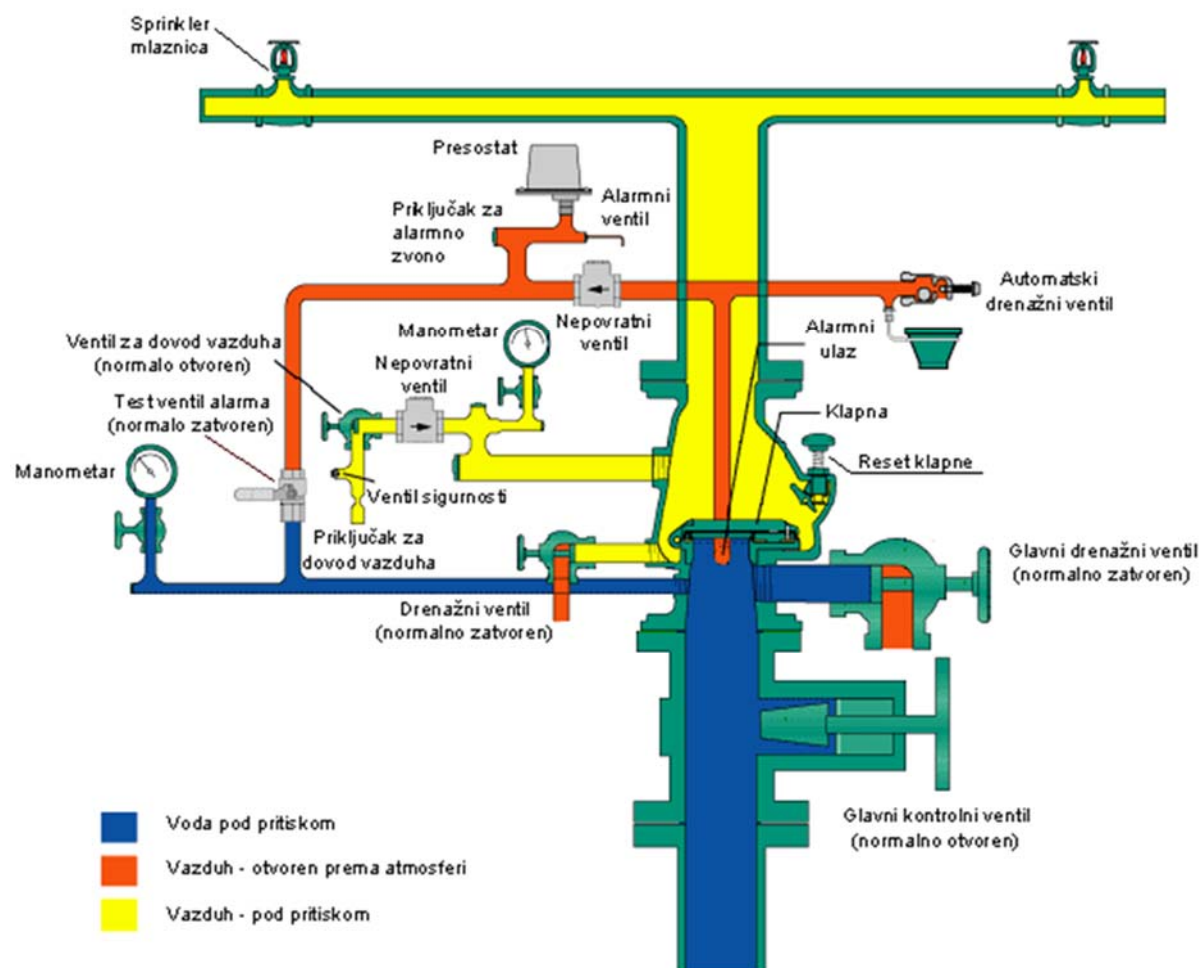 Sprinkler
mlaznica
Presostat
Alarmni
ventil
Priključak za
alarmno
zvono
Automatski
drenažni ventil
Nepovratni
ventil
Alarmni
ulaz
Manometar
Ventil za dovod vazduha
(normalo otvoren)
Nepovratni
ventil
Test ventil alarma
(normalo zatvoren)
Klapna
Manometar
Reset klapne
Ventil sigurnosti
Priključak za
dovod vazduha
Glavni drenažni ventil
(normalno zatvoren)
Drenažni ventil
(normalno zatvoren)
Glavni kontrolni ventil
(normalno otvoren)
Voda pod pritiskom
Vazduh - otvoren prema atmosferi
Vazduh - pod pritiskom